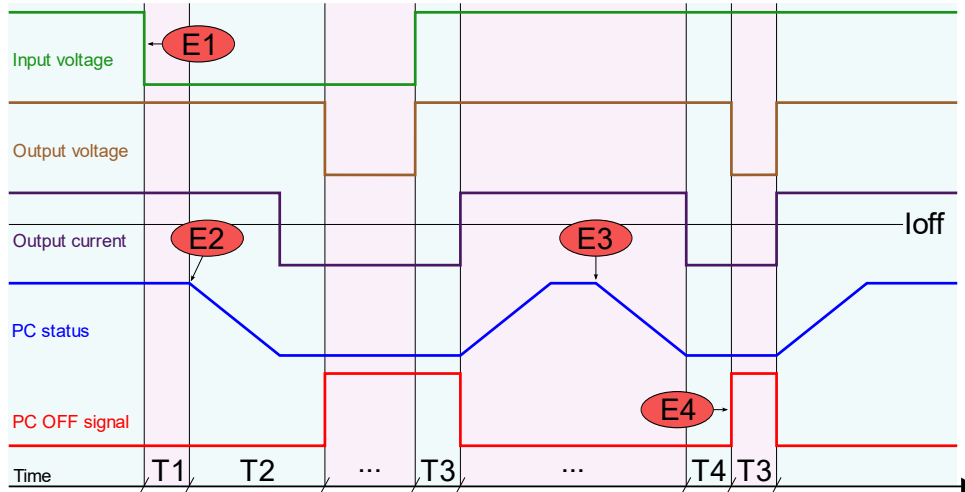 E1
Input voltage
Output voltage
Ioff
E2
E3
Output current
PC status
E4
PC OFF signal
Time T1 T2 ... T3 ... T4 T3